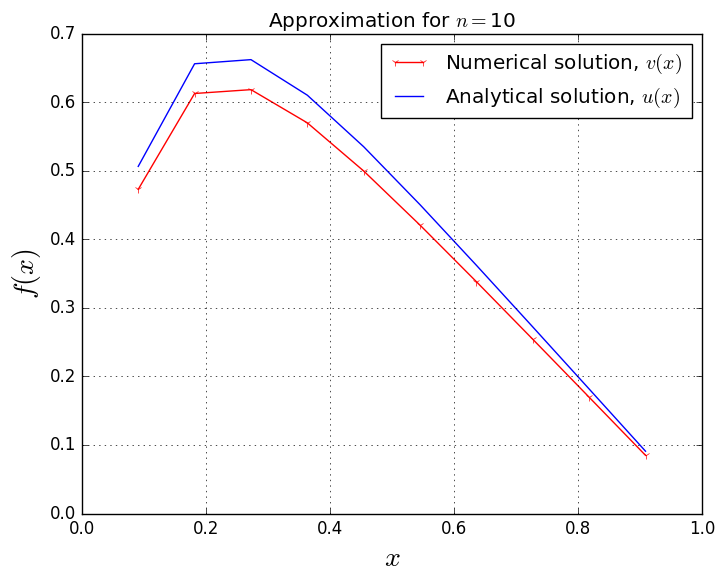 Approximation for n = 10
Numerical solution, v(x)
Analytical solution, u(x)
f(x)
0.7
0.6
0.5
0.4
0.3
0.2
0.1
0.0
0.0 0.2 0.4 0.6 0.8 1.0
x